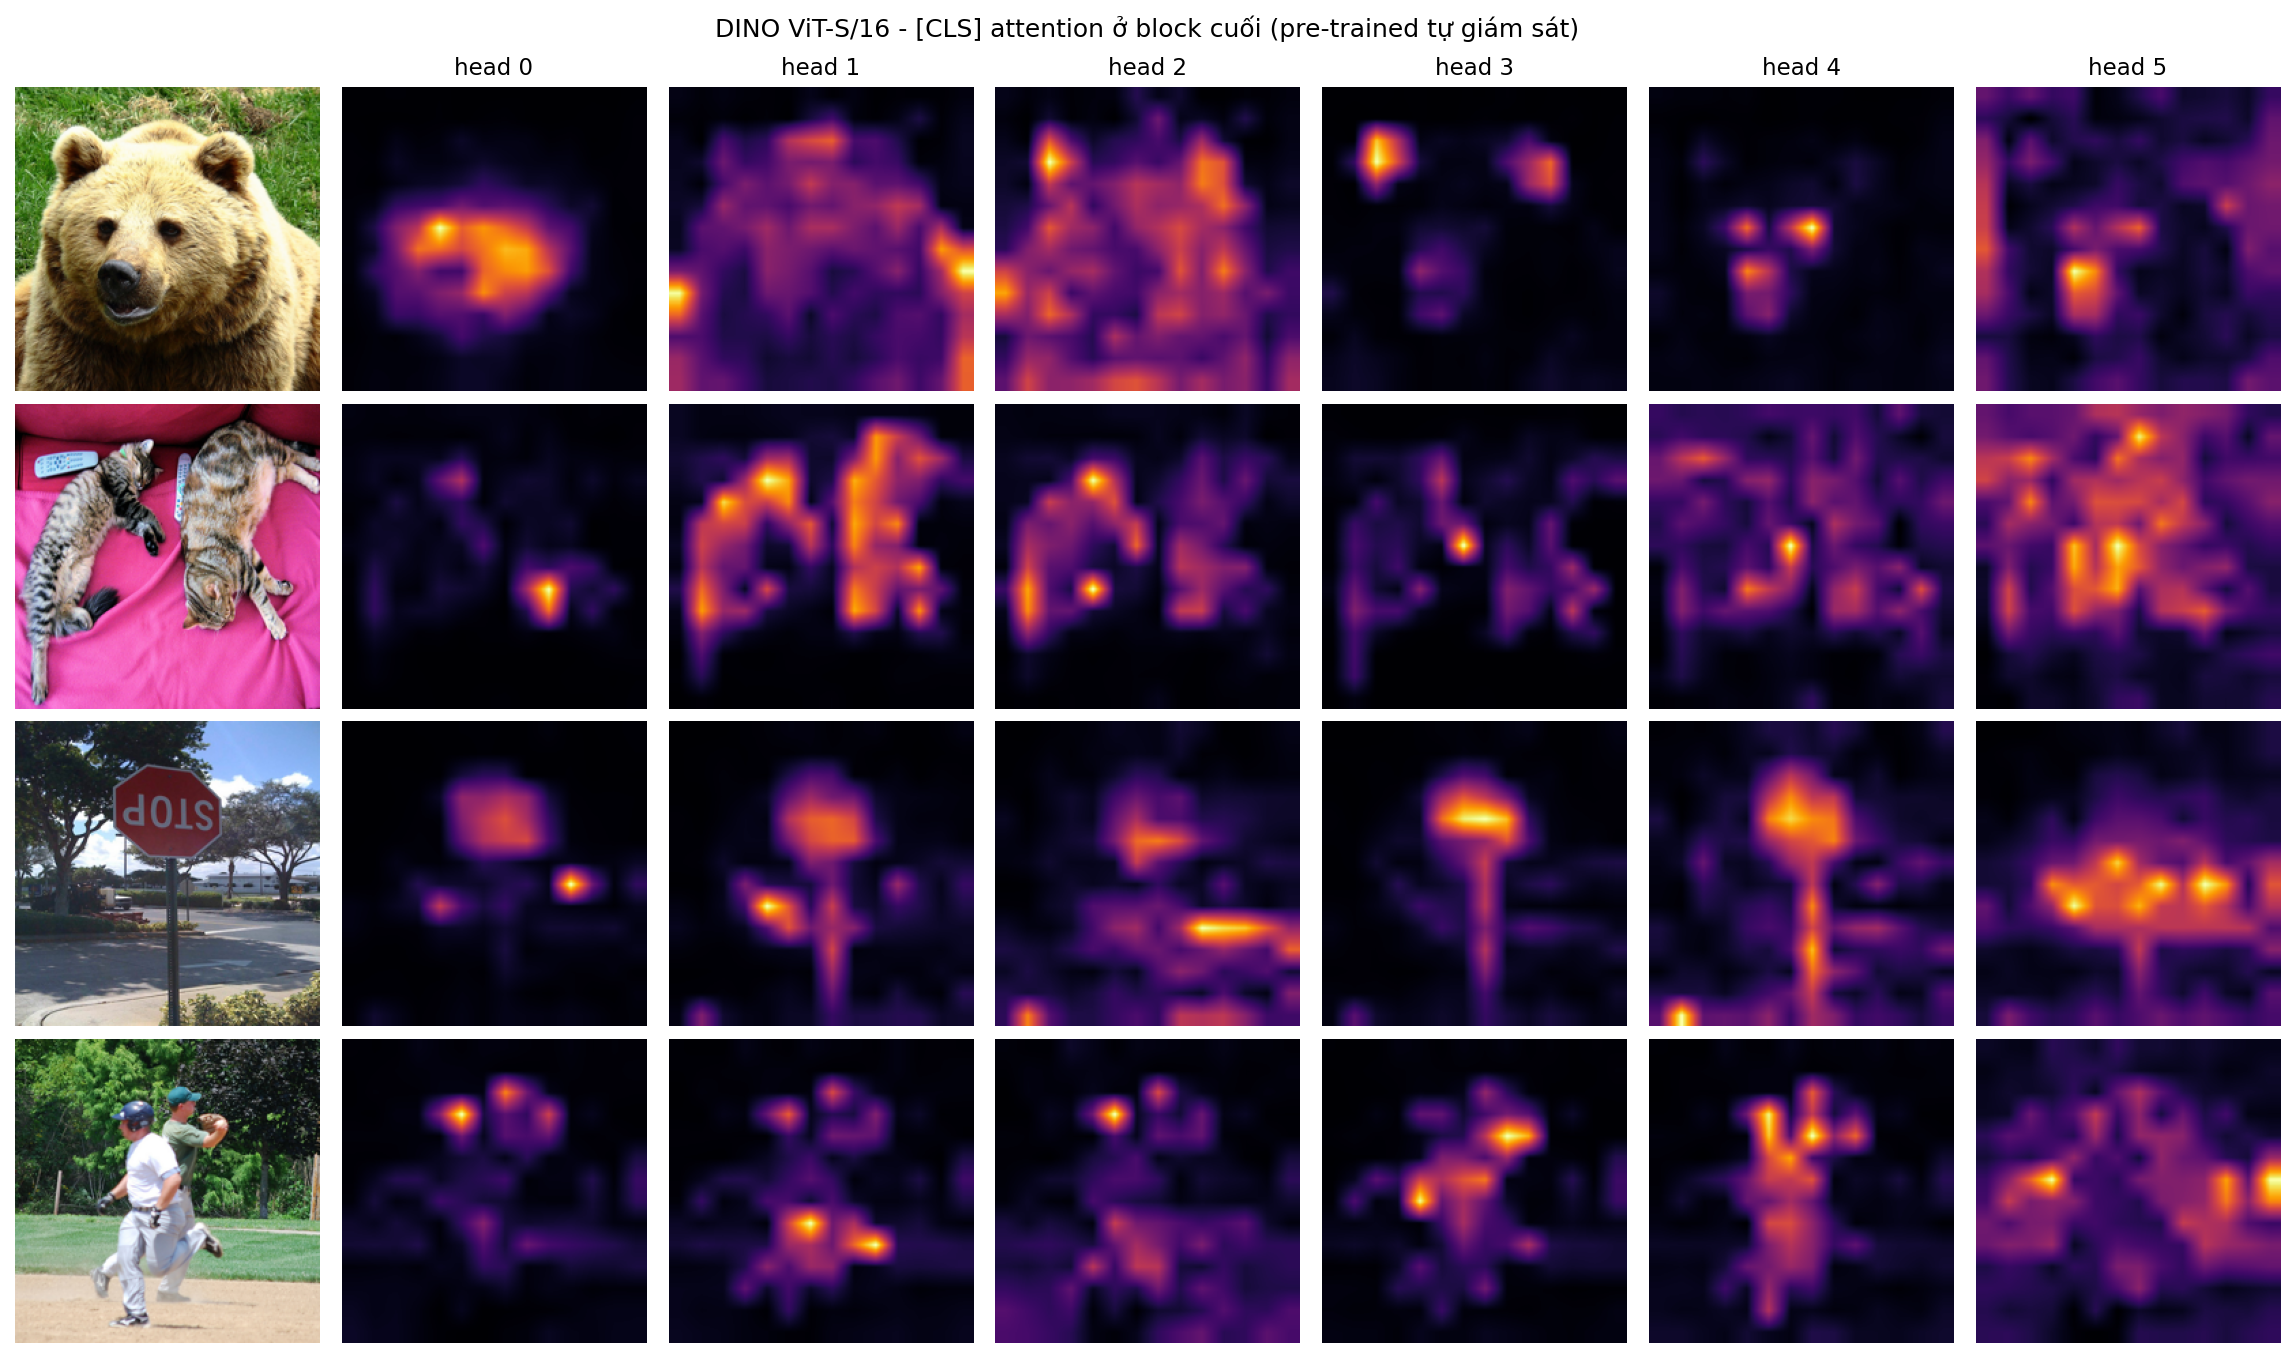 DINO ViT-S/16 - [CLS] attention ở block cuối (pre-trained tự giám sát)
head 0 head 1 head 2 head 3 head 4 head 5
STOP